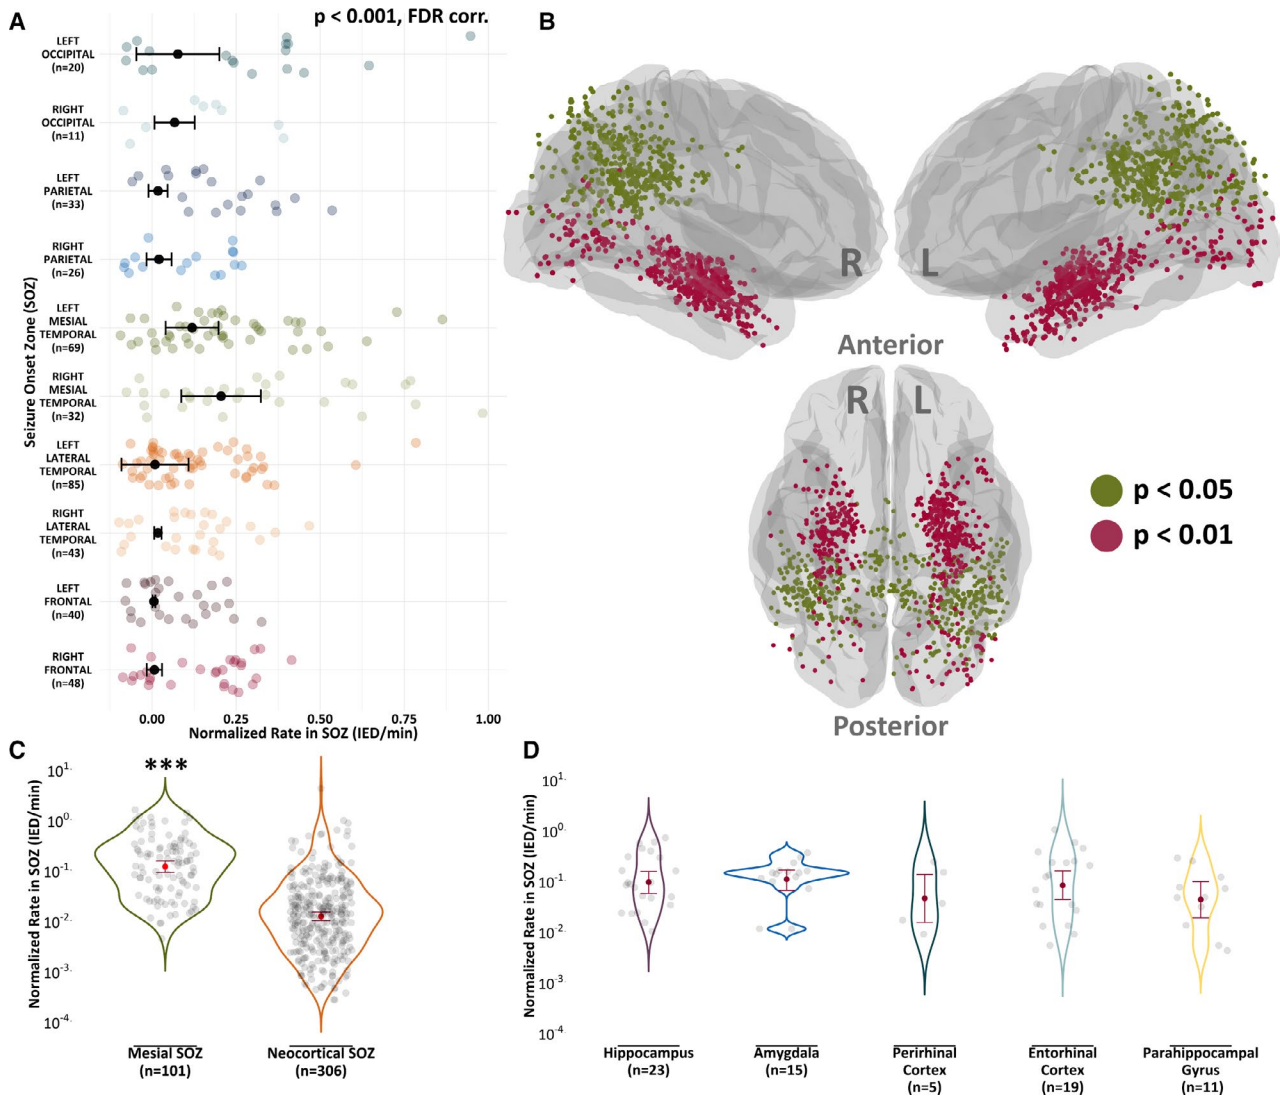 A
p < 0.001, FDR corr.
Seizure Onset Zone (SOZ)
LEFT
OCCIPITAL
(n=20)
RIGHT
OCCIPITAL
(n=11)
LEFT
PARIETAL
(n=33)
RIGHT
PARIETAL
(n=26)
LEFT
MESIAL
TEMPORAL
(n=69)
RIGHT
MESIAL
TEMPORAL
(n=32)
LEFT
LATERAL
TEMPORAL
(n=85)
RIGHT
LATERAL
TEMPORAL
(n=43)
LEFT
FRONTAL
(n=40)
RIGHT
FRONTAL
(n=48)
0.00 0.25 0.50 0.75 1.00
Normalized Rate in SOZ (IED/min)
B
R L
Anterior
R L
p < 0.05
p < 0.01
Posterior
C
Normalized Rate in SOZ (IED/min)
10¹
10⁰
10⁻¹
10⁻²
10⁻³
10⁻⁴
***
Mesial SOZ
(n=101)
Neocortical SOZ
(n=306)
D
Normalized Rate in SOZ (IED/min)
10¹
10⁰
10⁻¹
10⁻²
10⁻³
10⁻⁴
Hippocampus
(n=23)
Amygdala
(n=15)
Perirhinal
Cortex
(n=5)
Entorhinal
Cortex
(n=19)
Parahippocampal
Gyrus
(n=11)